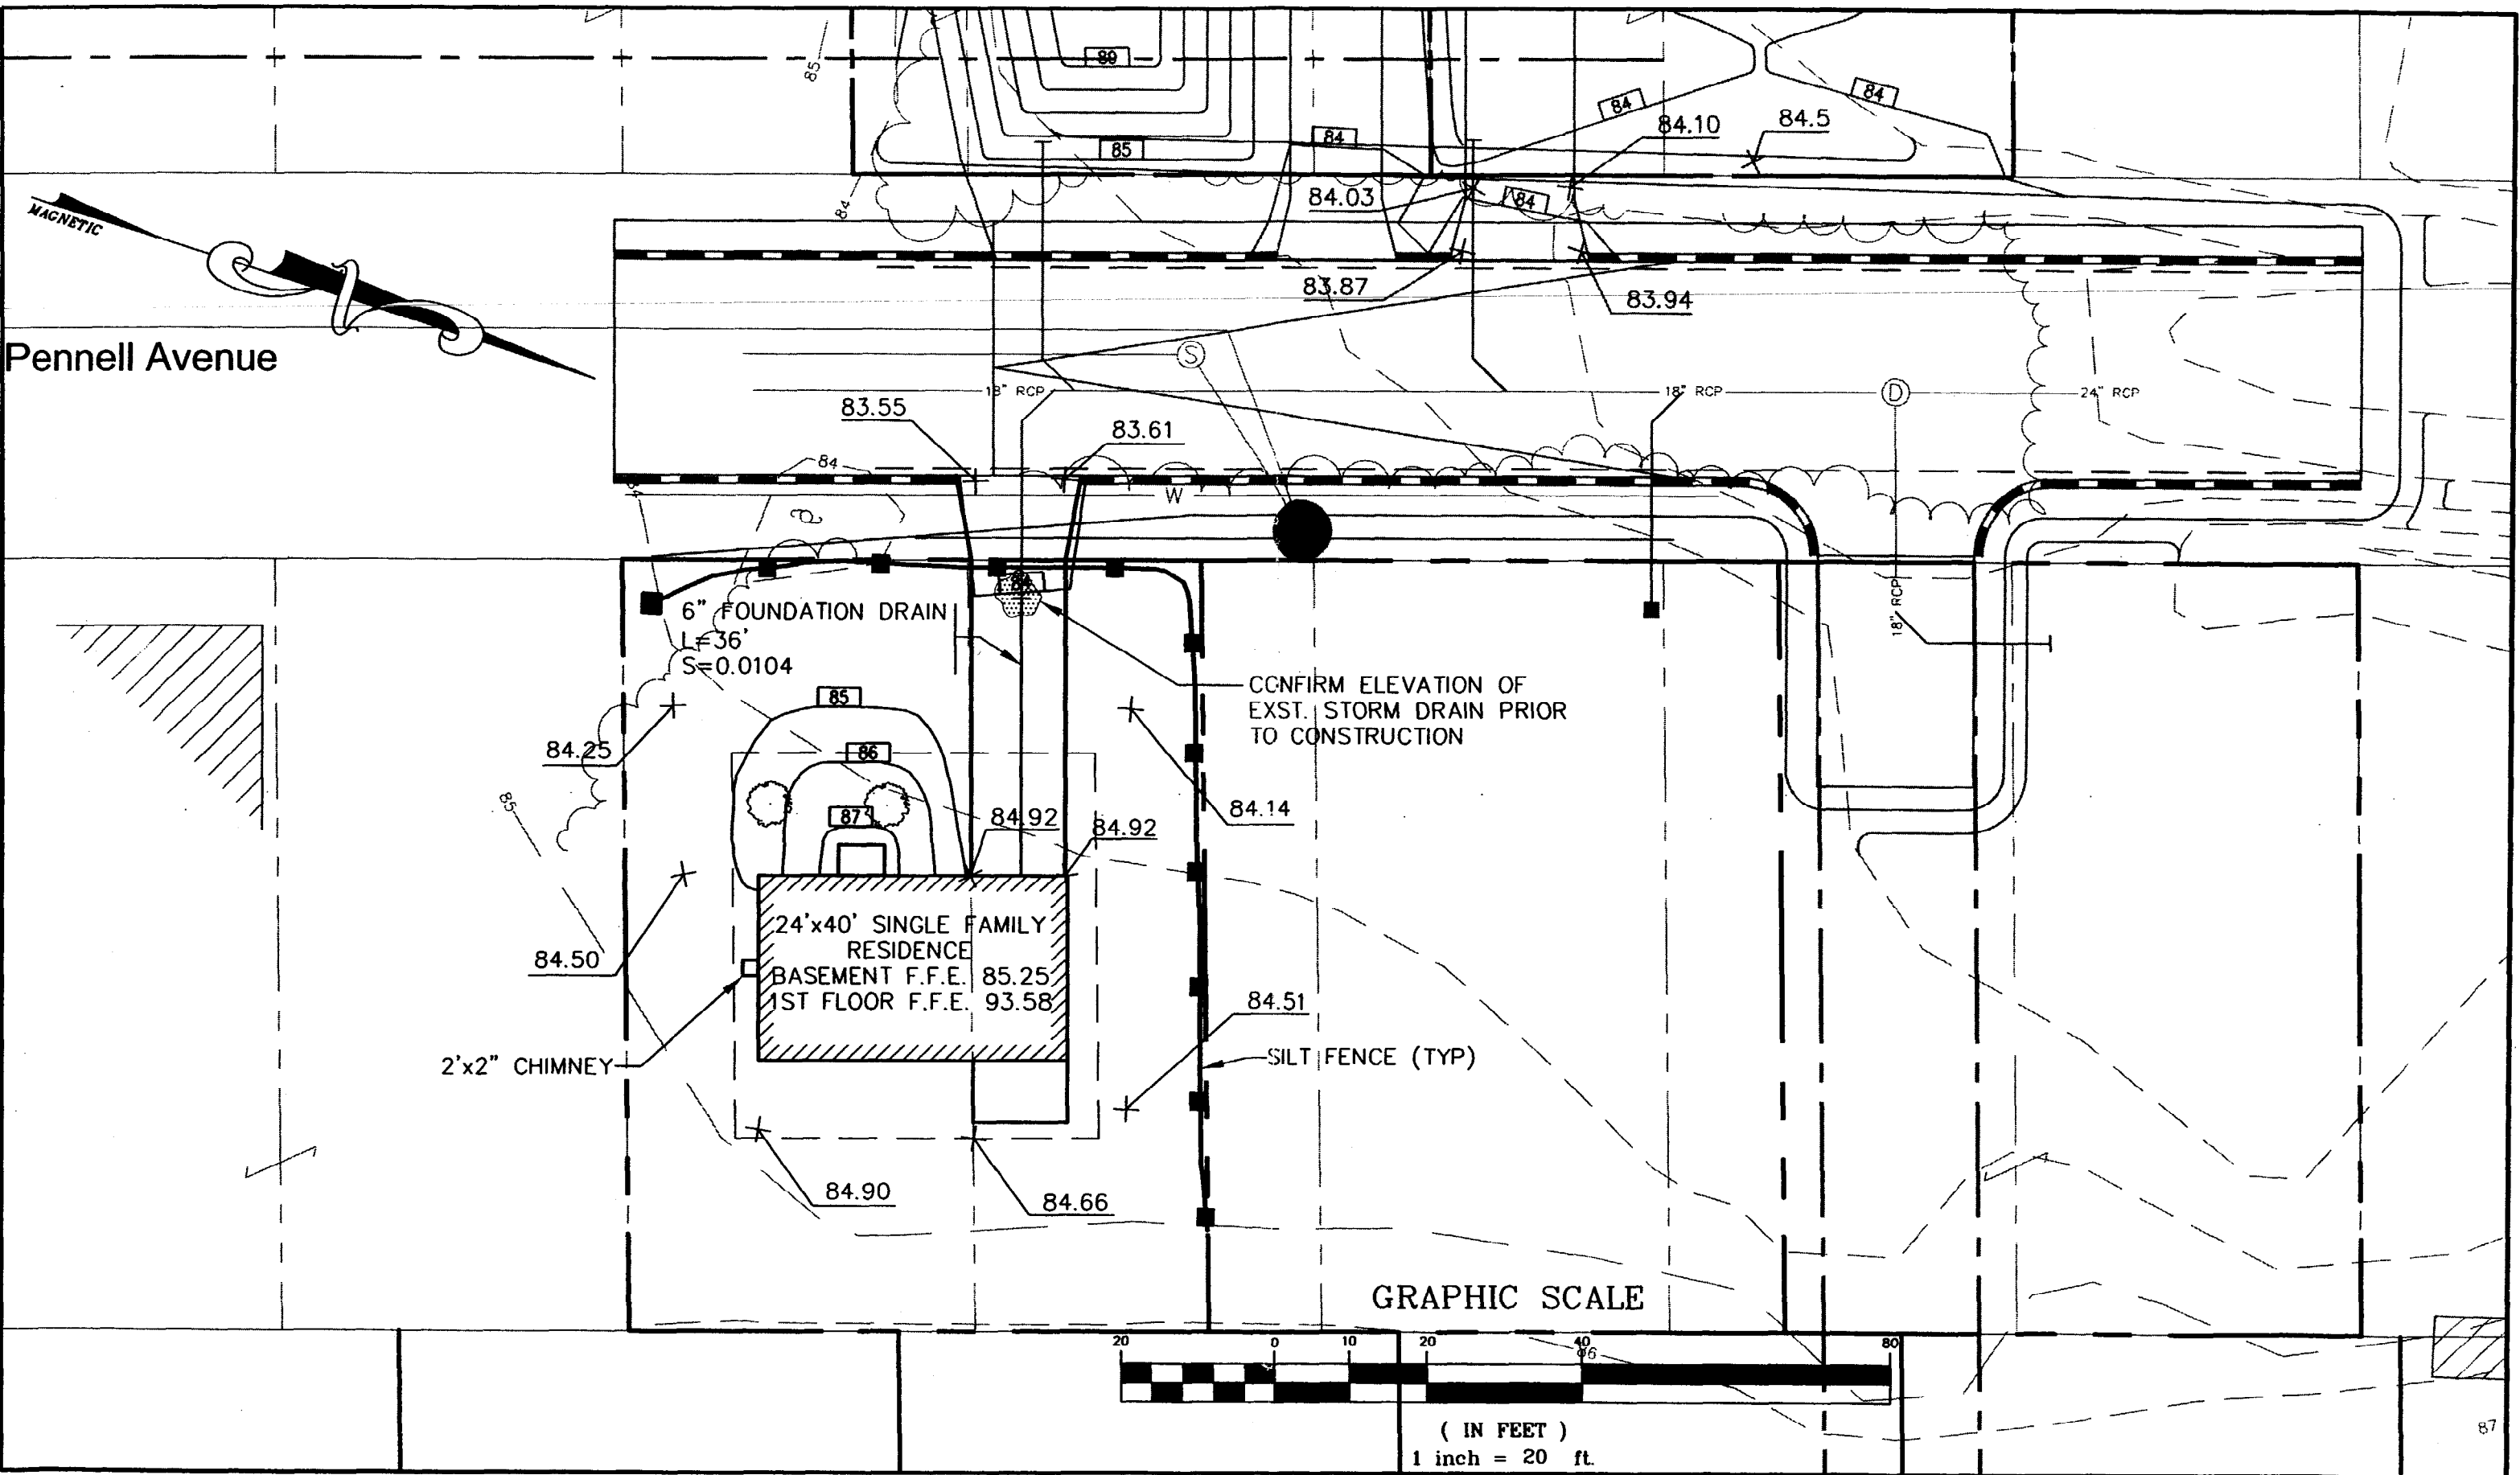 80
85
84
84
84
84.10
84.5
85
84
84.03
84
MAGNETIC
83.87
83.94
Pennell Avenue
S
18" RCP
18" RCP
D
24" RCP
83.55
83.61
84
84
W
6" FOUNDATION DRAIN
L=36'
S=0.0104
18" RCP
CONFIRM ELEVATION OF
EXST. STORM DRAIN PRIOR
TO CONSTRUCTION
85
84.25
86
85
87
84.92
84.92
84.14
24'x40' SINGLE FAMILY
RESIDENCE
BASEMENT F.F.E. 85.25
1ST FLOOR F.F.E. 93.58
84.50
84.51
2'x2" CHIMNEY
SILT FENCE (TYP)
84.90
84.66
GRAPHIC SCALE
20 0 10 20 40 80
86
( IN FEET )
1 inch = 20 ft.
87